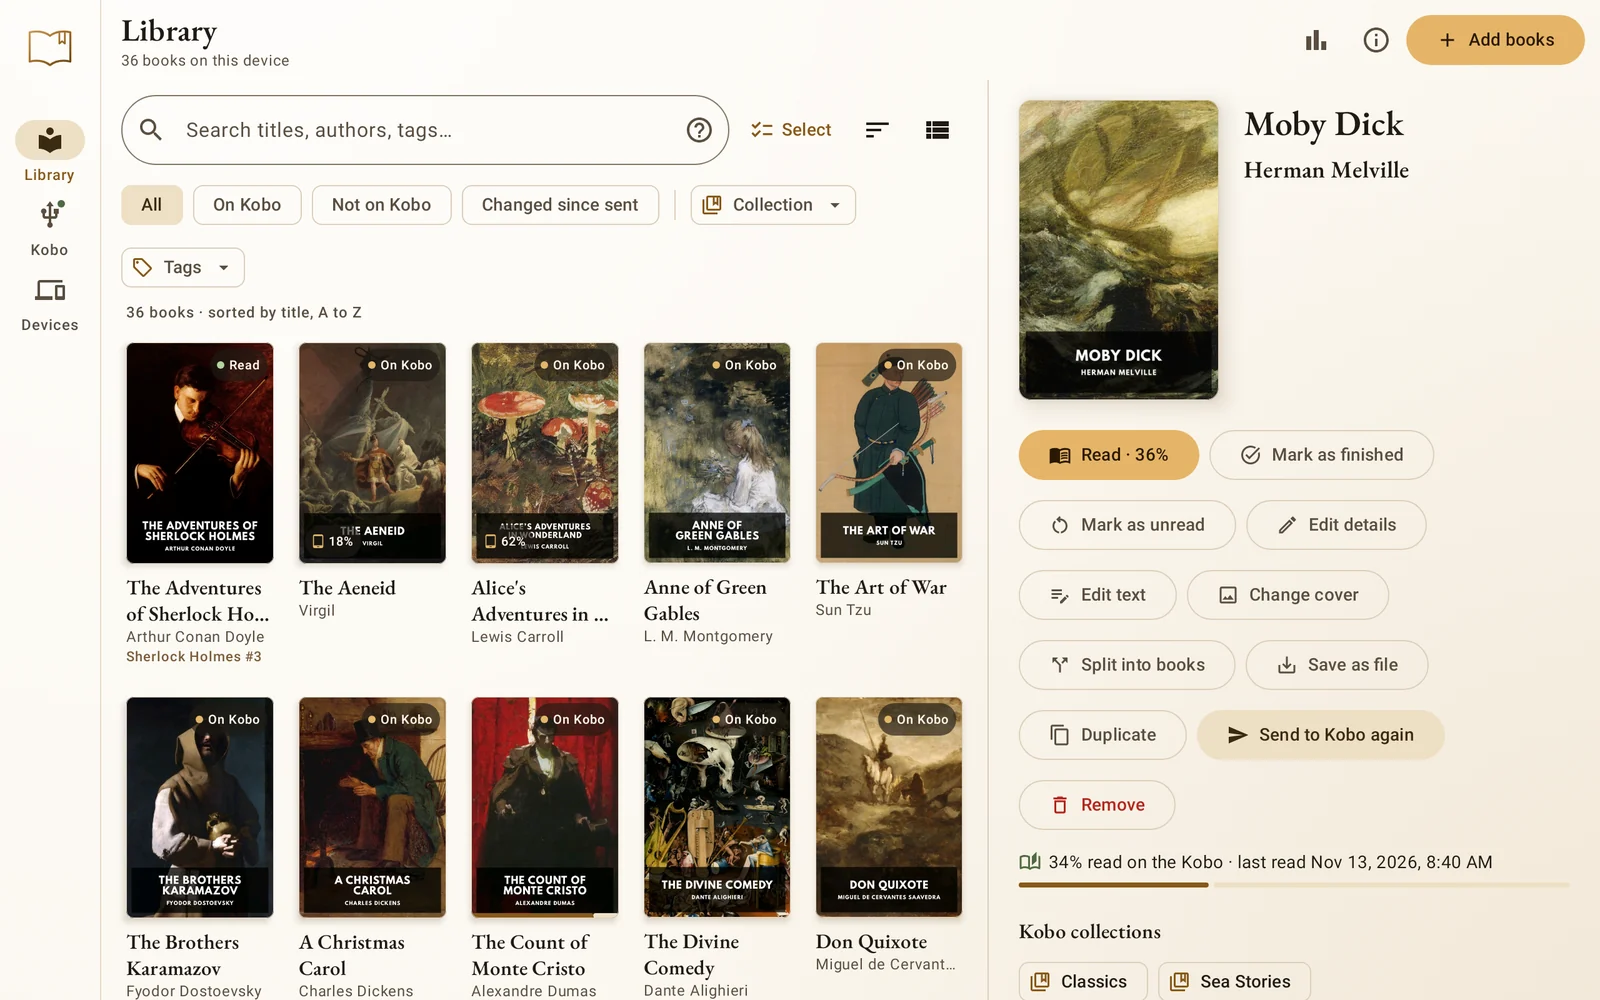 Library
36 books on this device
Add books
Library
Kobo
Devices
Search titles, authors, tags…
Select
All
On Kobo
Not on Kobo
Changed since sent
Collection
Tags
36 books · sorted by title, A to Z
Read
THE ADVENTURES OF
SHERLOCK HOLMES
ARTHUR CONAN DOYLE
The Adventures
of Sherlock Ho…
Arthur Conan Doyle
Sherlock Holmes #3
On Kobo
THE AENEID
VIRGIL
18%
The Aeneid
Virgil
On Kobo
ALICE'S ADVENTURES
IN WONDERLAND
LEWIS CARROLL
62%
Alice's
Adventures in …
Lewis Carroll
On Kobo
ANNE OF
GREEN GABLES
L. M. MONTGOMERY
Anne of Green
Gables
L. M. Montgomery
On Kobo
THE ART OF WAR
SUN TZU
The Art of War
Sun Tzu
On Kobo
THE BROTHERS
KARAMAZOV
FYODOR DOSTOEVSKY
The Brothers
Karamazov
Fyodor Dostoevsky
On Kobo
A CHRISTMAS
CAROL
CHARLES DICKENS
A Christmas
Carol
Charles Dickens
On Kobo
THE COUNT OF
MONTE CRISTO
ALEXANDRE DUMAS
The Count of
Monte Cristo
Alexandre Dumas
On Kobo
THE DIVINE COMEDY
DANTE ALIGHIERI
The Divine
Comedy
Dante Alighieri
On Kobo
DON QUIXOTE
MIGUEL DE CERVANTES SAAVEDRA
Don Quixote
Miguel de Cervant…
MOBY DICK
HERMAN MELVILLE
Moby Dick
Herman Melville
Read · 36%
Mark as finished
Mark as unread
Edit details
Edit text
Change cover
Split into books
Save as file
Duplicate
Send to Kobo again
Remove
34% read on the Kobo · last read Nov 13, 2026, 8:40 AM
Kobo collections
Classics
Sea Stories